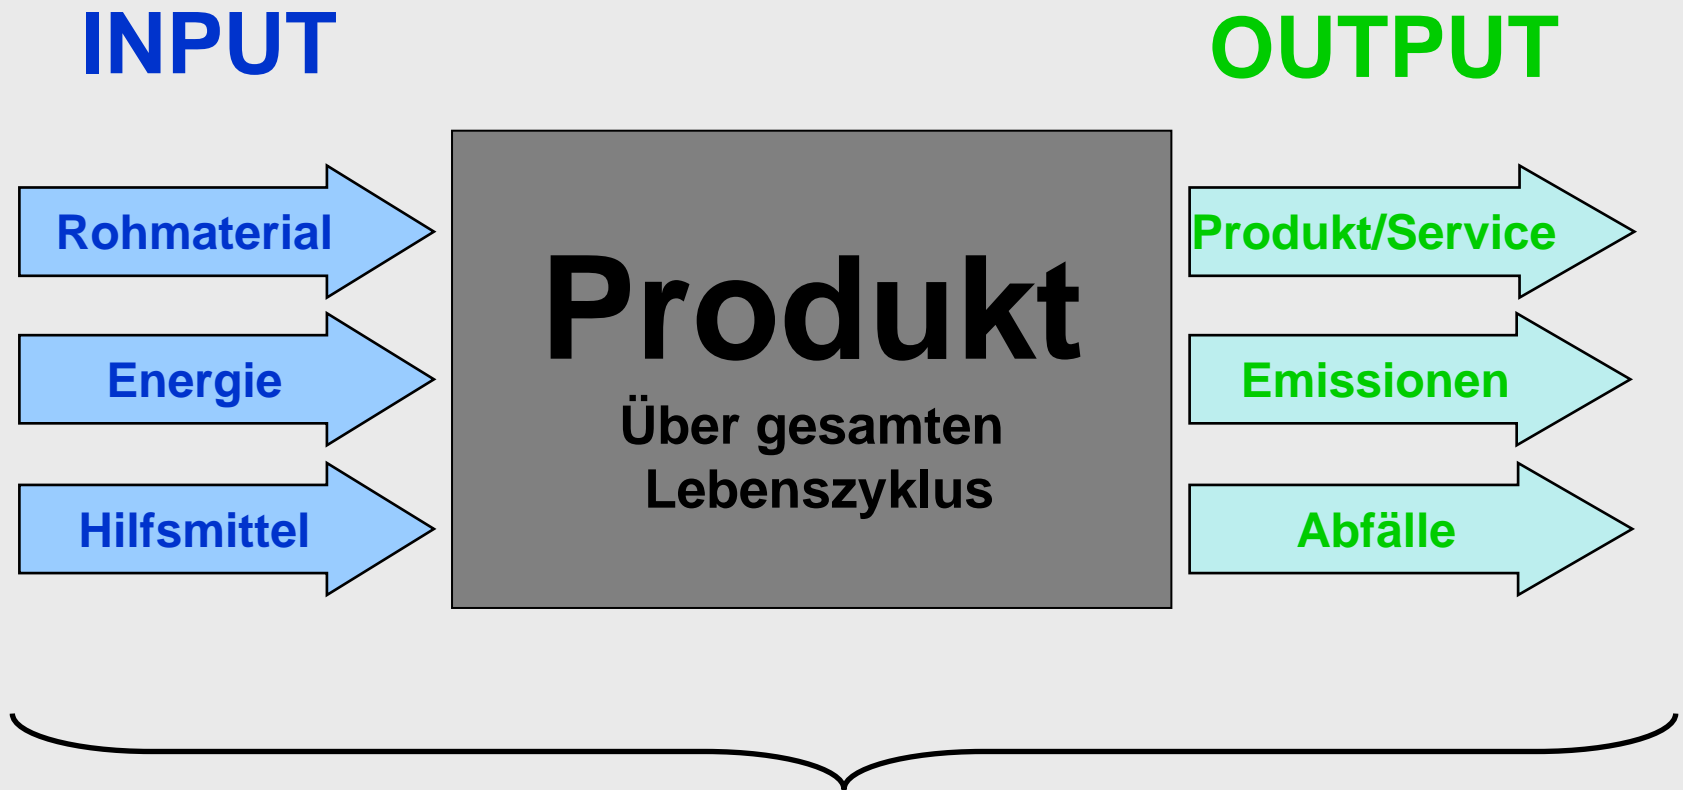 INPUT
OUTPUT
Rohmaterial
Energie
Hilfsmittel
Produkt
Über gesamten
Lebenszyklus
Produkt/Service
Emissionen
Abfälle